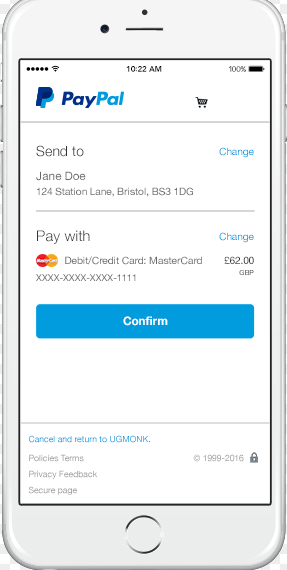 10:22 AM
100%
PayPal
Send to
Change
Jane Doe
124 Station Lane, Bristol, BS3 1DG
Pay with
Change
MasterCard
Debit/Credit Card: MasterCard
£62.00
GBP
XXXX-XXXX-XXXX-1111
Confirm
Cancel and return to UGMONK.
Policies Terms
© 1999-2016
Privacy Feedback
Secure page